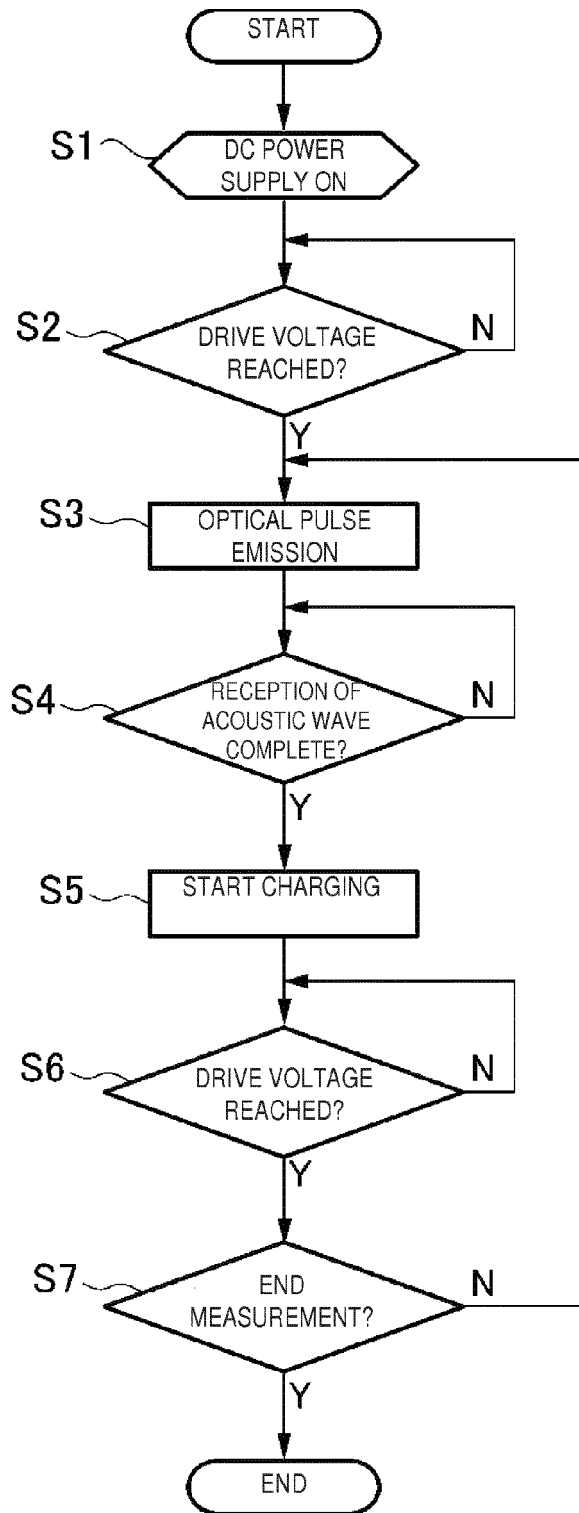 START
S1
DC POWER
SUPPLY ON
S2
DRIVE VOLTAGE
REACHED?
N
Y
S3
OPTICAL PULSE
EMISSION
S4
RECEPTION OF
ACOUSTIC WAVE
COMPLETE?
N
Y
S5
START CHARGING
S6
DRIVE VOLTAGE
REACHED?
N
Y
S7
END
MEASUREMENT?
N
Y
END